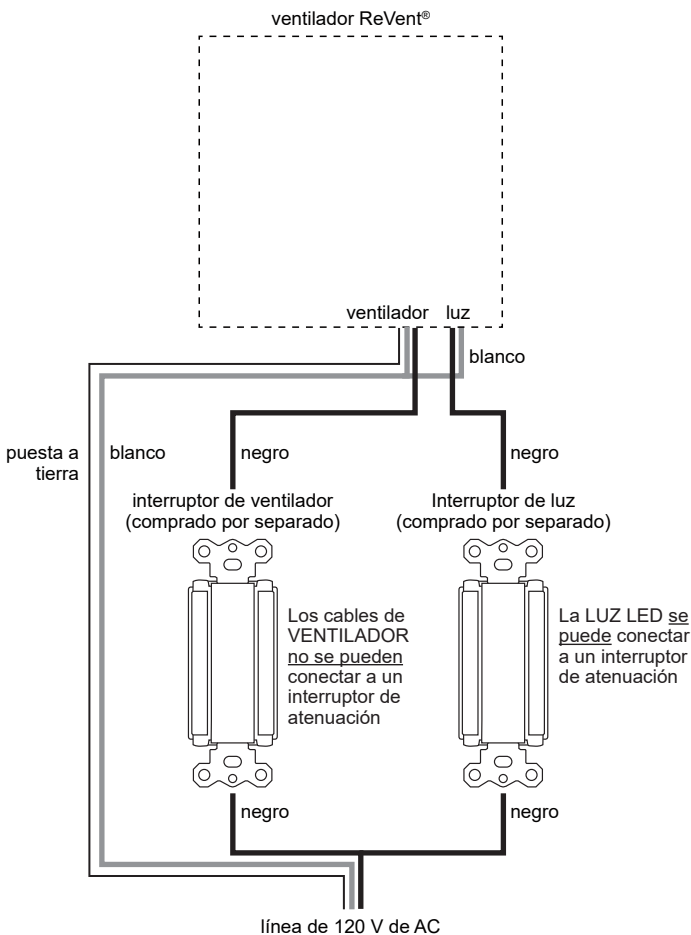 ventilador ReVent®
ventilador luz
blanco
puesta a
tierra
blanco
negro
negro
interruptor de ventilador
(comprado por separado)
Interruptor de luz
(comprado por separado)
Los cables de
VENTILADOR
no se pueden
conectar a un
interruptor de
atenuación
La LUZ LED se
puede conectar
a un interruptor
de atenuación
negro
negro
línea de 120 V de AC